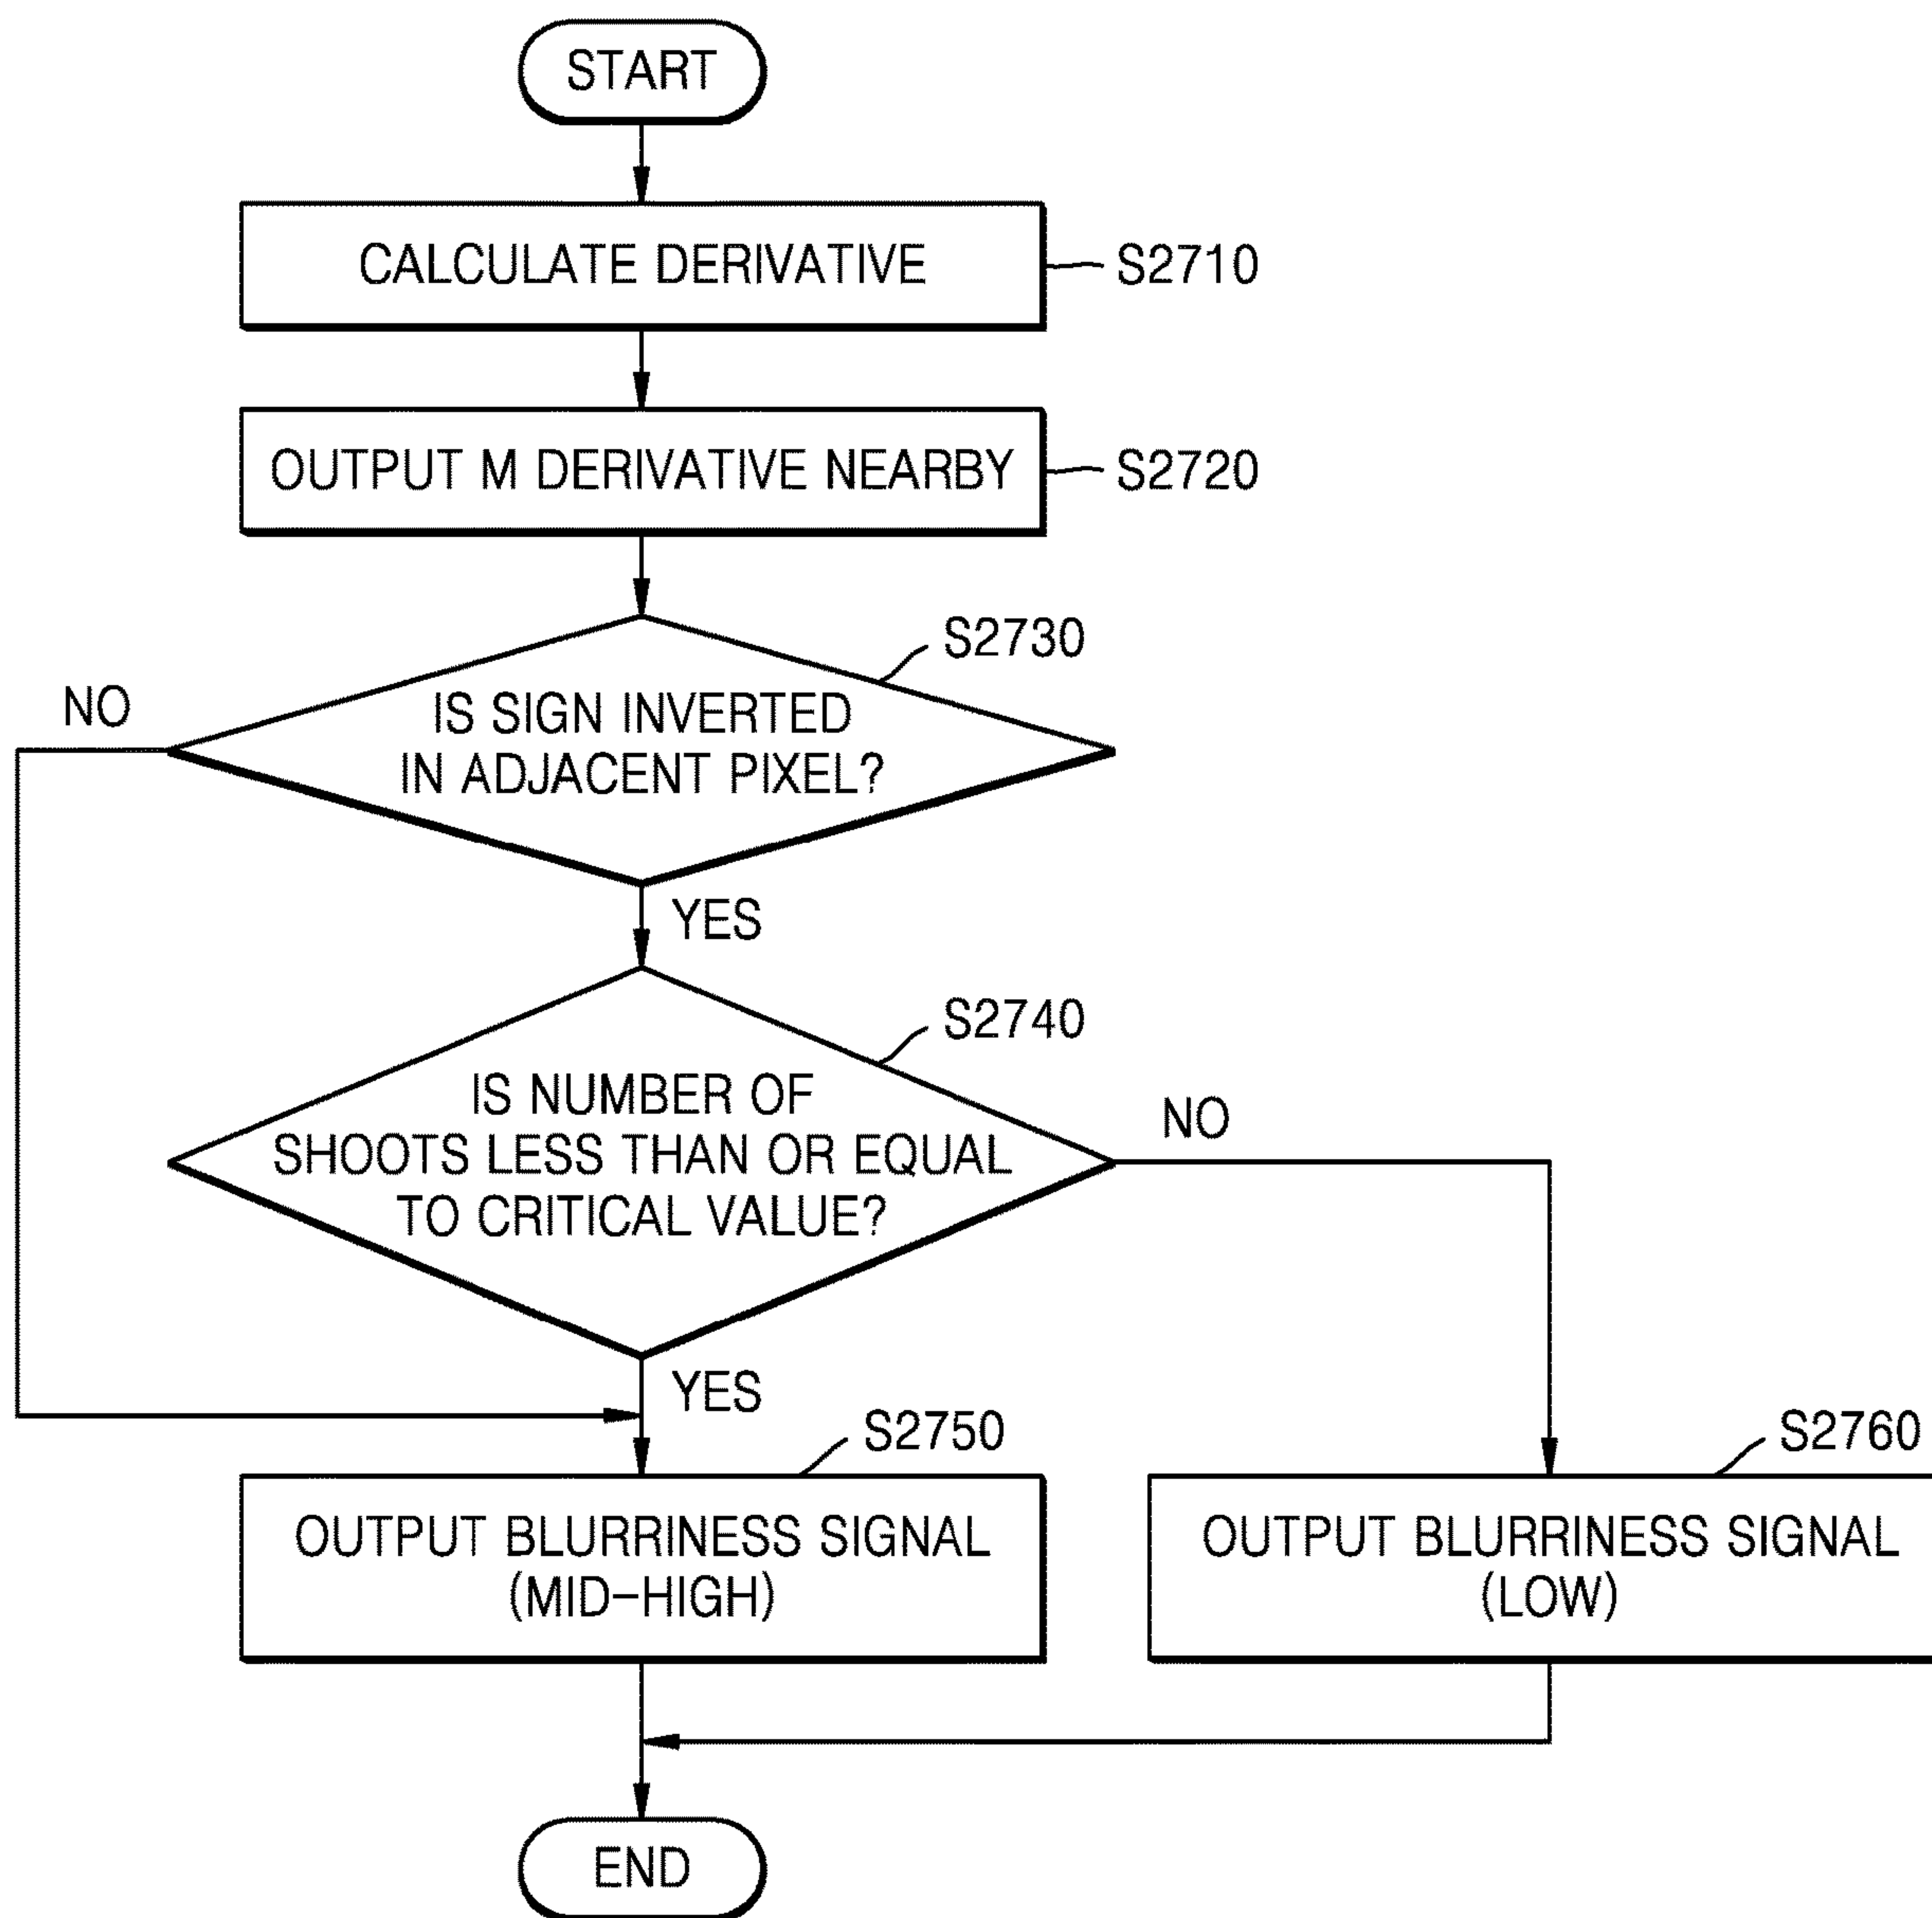 START
CALCULATE DERIVATIVE
S2710
OUTPUT M DERIVATIVE NEARBY
S2720
S2730
NO
IS SIGN INVERTED
IN ADJACENT PIXEL?
YES
S2740
IS NUMBER OF
SHOOTS LESS THAN OR EQUAL
TO CRITICAL VALUE?
NO
YES
S2750
S2760
OUTPUT BLURRINESS SIGNAL
(MID-HIGH)
OUTPUT BLURRINESS SIGNAL
(LOW)
END